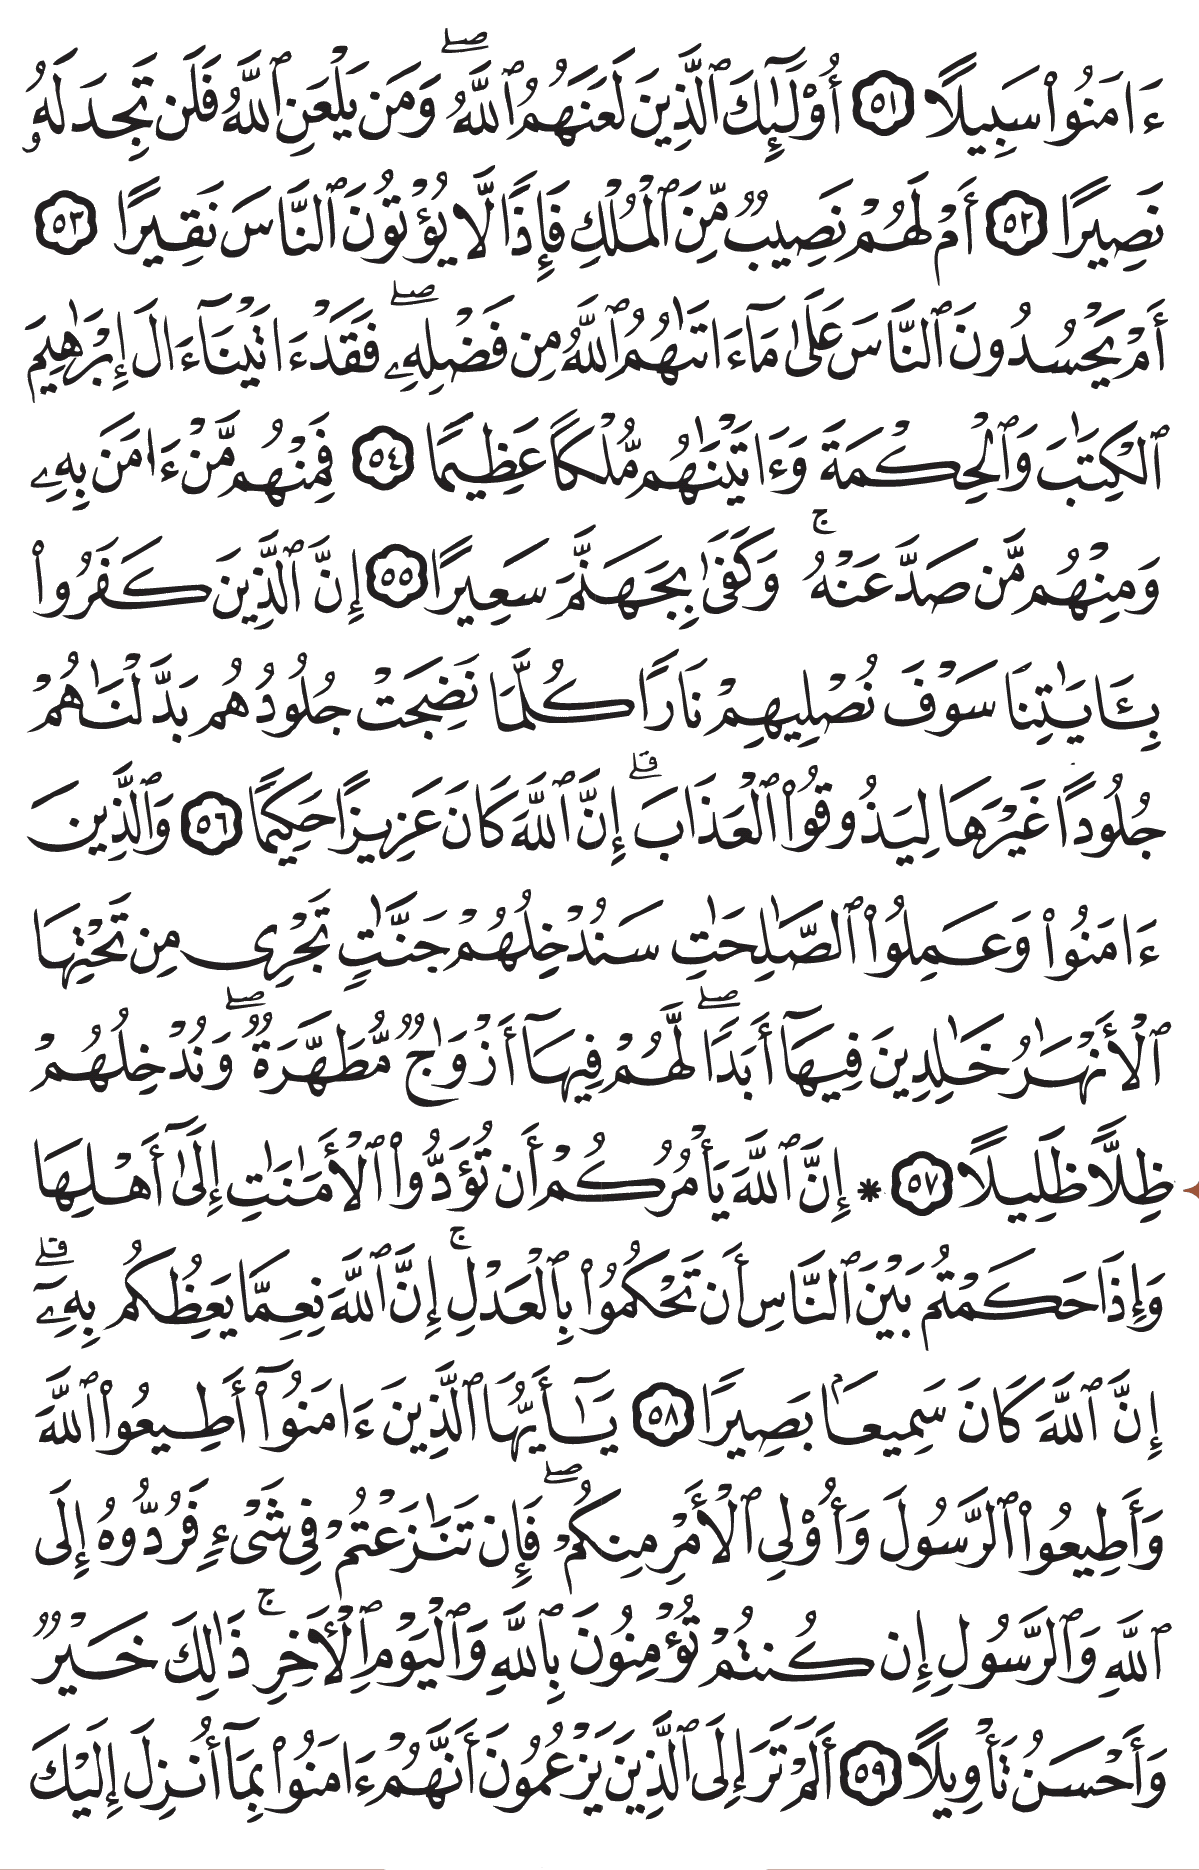 ءَامَنُوا۟ سَبِيلًا ٥١ أُو۟لَٰٓئِكَ ٱلَّذِينَ لَعَنَهُمُ ٱللَّهُ ۖ وَمَن يَلْعَنِ ٱللَّهُ فَلَن تَجِدَ لَهُۥ
نَصِيرًا ٥٢ أَمْ لَهُمْ نَصِيبٌ مِّنَ ٱلْمُلْكِ فَإِذًا لَّا يُؤْتُونَ ٱلنَّاسَ نَقِيرًا ٥٣
أَمْ يَحْسُدُونَ ٱلنَّاسَ عَلَىٰ مَآ ءَاتَىٰهُمُ ٱللَّهُ مِن فَضْلِهِۦ ۖ فَقَدْ ءَاتَيْنَآ ءَالَ إِبْرَٰهِيمَ
ٱلْكِتَٰبَ وَٱلْحِكْمَةَ وَءَاتَيْنَٰهُم مُّلْكًا عَظِيمًا ٥٤ فَمِنْهُم مَّنْ ءَامَنَ بِهِۦ
وَمِنْهُم مَّن صَدَّ عَنْهُ ۚ وَكَفَىٰ بِجَهَنَّمَ سَعِيرًا ٥٥ إِنَّ ٱلَّذِينَ كَفَرُوا۟
بِـَٔايَٰتِنَا سَوْفَ نُصْلِيهِمْ نَارًا كُلَّمَا نَضِجَتْ جُلُودُهُم بَدَّلْنَٰهُمْ
جُلُودًا غَيْرَهَا لِيَذُوقُوا۟ ٱلْعَذَابَ ۗ إِنَّ ٱللَّهَ كَانَ عَزِيزًا حَكِيمًا ٥٦ وَٱلَّذِينَ
ءَامَنُوا۟ وَعَمِلُوا۟ ٱلصَّٰلِحَٰتِ سَنُدْخِلُهُمْ جَنَّٰتٍ تَجْرِى مِن تَحْتِهَا
ٱلْأَنْهَٰرُ خَٰلِدِينَ فِيهَآ أَبَدًا ۖ لَّهُمْ فِيهَآ أَزْوَٰجٌ مُّطَهَّرَةٌ ۖ وَنُدْخِلُهُمْ
ظِلًّا ظَلِيلًا ٥٧ * إِنَّ ٱللَّهَ يَأْمُرُكُمْ أَن تُؤَدُّوا۟ ٱلْأَمَٰنَٰتِ إِلَىٰٓ أَهْلِهَا
وَإِذَا حَكَمْتُم بَيْنَ ٱلنَّاسِ أَن تَحْكُمُوا۟ بِٱلْعَدْلِ ۚ إِنَّ ٱللَّهَ نِعِمَّا يَعِظُكُم بِهِۦٓ ۗ
إِنَّ ٱللَّهَ كَانَ سَمِيعًۢا بَصِيرًا ٥٨ يَٰٓأَيُّهَا ٱلَّذِينَ ءَامَنُوٓا۟ أَطِيعُوا۟ ٱللَّهَ
وَأَطِيعُوا۟ ٱلرَّسُولَ وَأُو۟لِى ٱلْأَمْرِ مِنكُمْ ۖ فَإِن تَنَٰزَعْتُمْ فِى شَىْءٍ فَرُدُّوهُ إِلَى
ٱللَّهِ وَٱلرَّسُولِ إِن كُنتُمْ تُؤْمِنُونَ بِٱللَّهِ وَٱلْيَوْمِ ٱلْءَاخِرِ ۚ ذَٰلِكَ خَيْرٌ
وَأَحْسَنُ تَأْوِيلًا ٥٩ أَلَمْ تَرَ إِلَى ٱلَّذِينَ يَزْعُمُونَ أَنَّهُمْ ءَامَنُوا۟ بِمَآ أُنزِلَ إِلَيْكَ